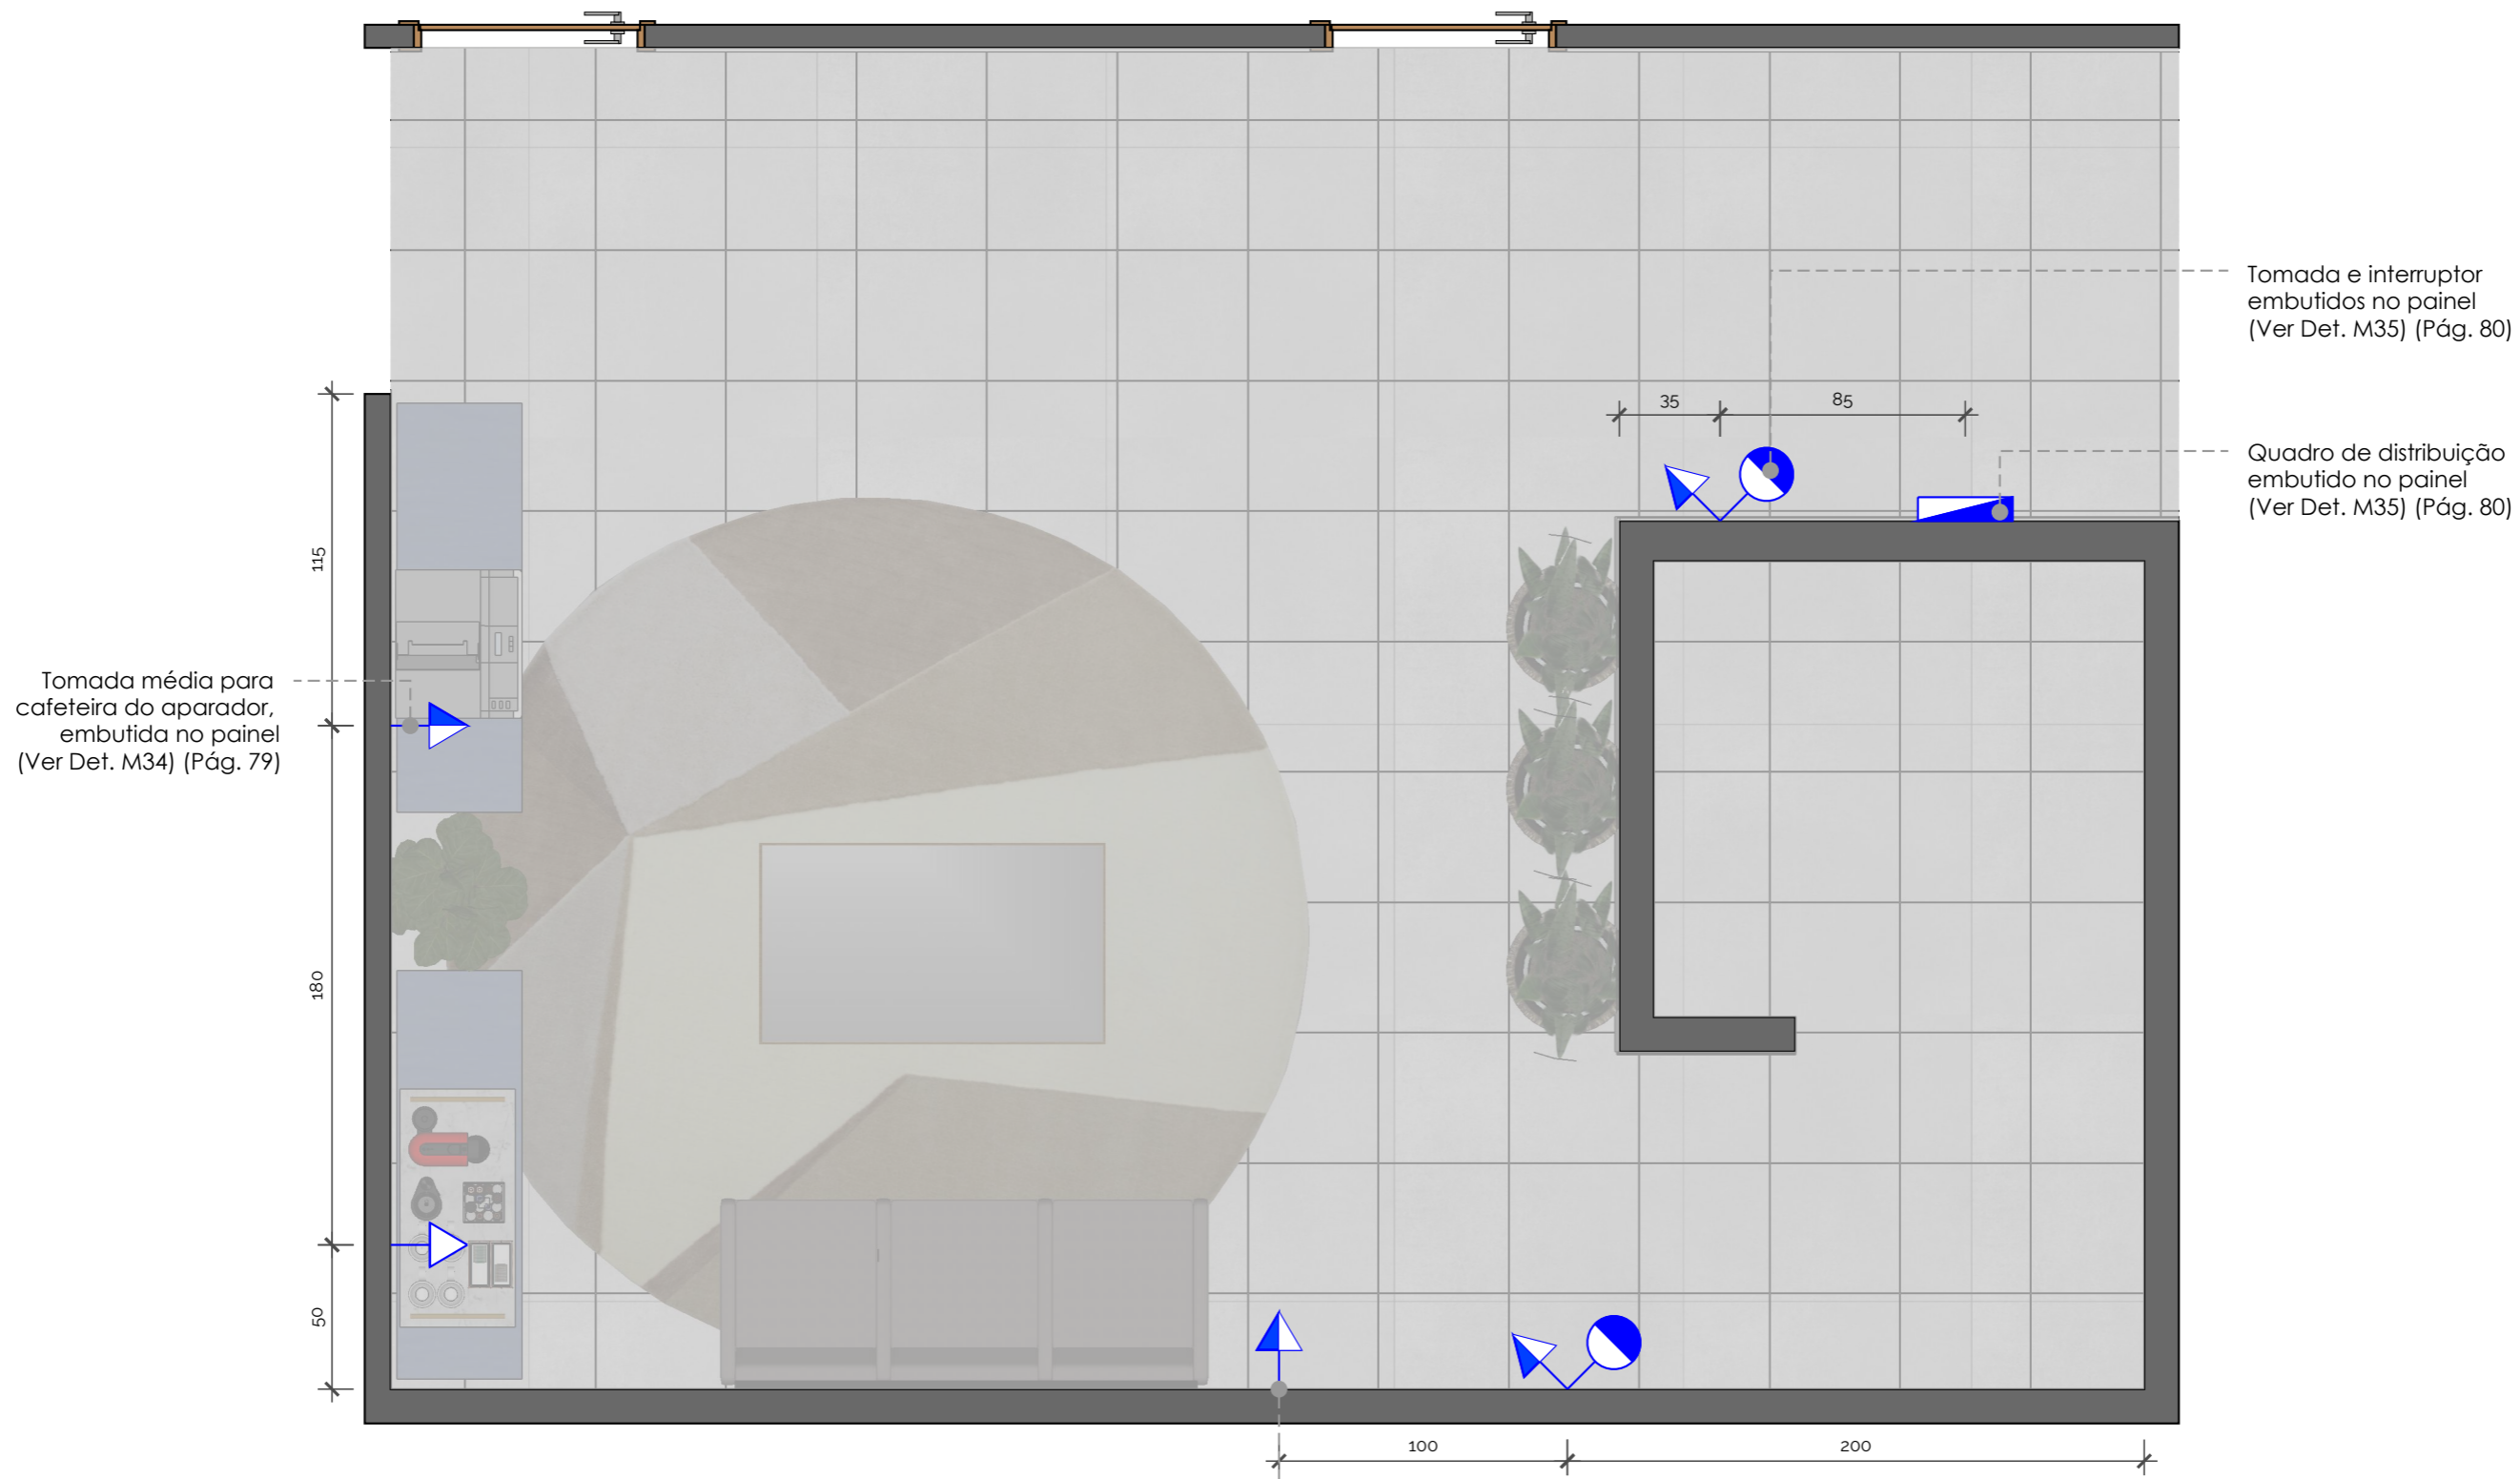 Tomada e interruptor
embutidos no painel
(Ver Det. M35) (Pág. 80)
35
85
Quadro de distribuição
embutido no painel
(Ver Det. M35) (Pág. 80)
115
Tomada média para
cafeteira do aparador,
embutida no painel
(Ver Det. M34) (Pág. 79)
180
50
100
200